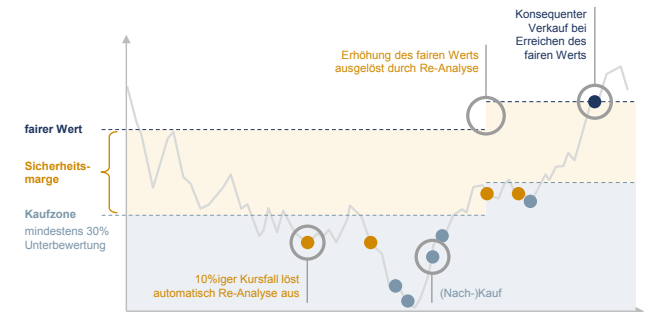 Konsequenter
Verkauf bei
Erreichen des
fairen Werts
Erhöhung des fairen Werts
ausgelöst durch Re-Analyse
fairer Wert
Sicherheits-
marge
Kaufzone
mindestens 30%
Unterbewertung
10%iger Kursfall löst
automatisch Re-Analyse aus
(Nach-)Kauf